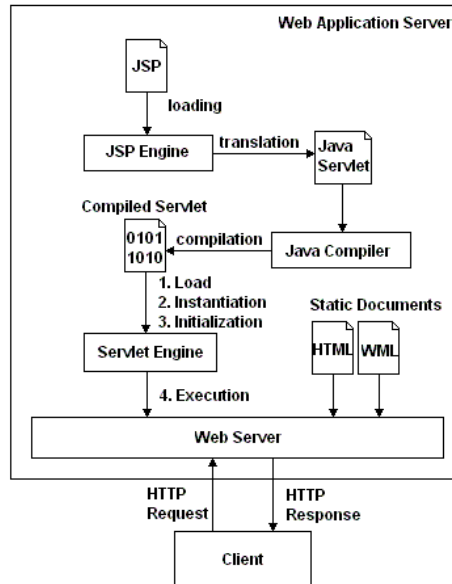 Web Application Server
JSP
loading
JSP Engine
translation
Java
Servlet
Compiled Servlet
0101
1010
compilation
Java Compiler
1. Load
2. Instantiation
3. Initialization
Static Documents
Servlet Engine
HTML
WML
4. Execution
Web Server
HTTP
Request
HTTP
Response
Client